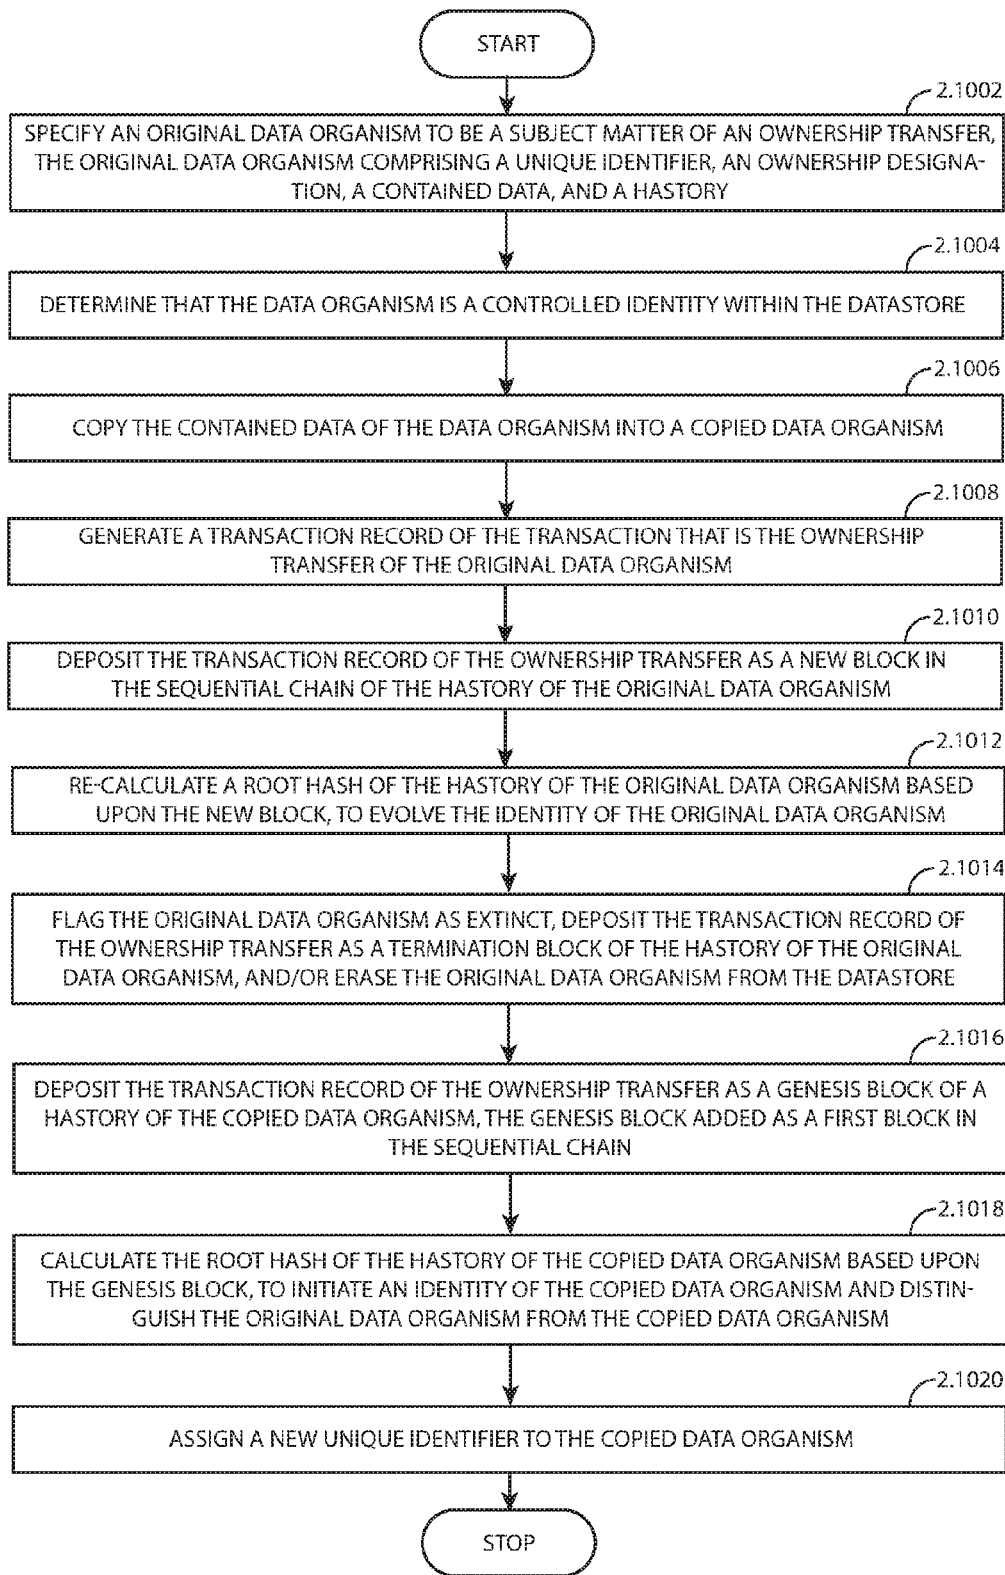 START
2.1002
SPECIFY AN ORIGINAL DATA ORGANISM TO BE A SUBJECT MATTER OF AN OWNERSHIP TRANSFER,
THE ORIGINAL DATA ORGANISM COMPRISING A UNIQUE IDENTIFIER, AN OWNERSHIP DESIGNA-
TION, A CONTAINED DATA, AND A HASTORY
2.1004
DETERMINE THAT THE DATA ORGANISM IS A CONTROLLED IDENTITY WITHIN THE DATASTORE
2.1006
COPY THE CONTAINED DATA OF THE DATA ORGANISM INTO A COPIED DATA ORGANISM
2.1008
GENERATE A TRANSACTION RECORD OF THE TRANSACTION THAT IS THE OWNERSHIP
TRANSFER OF THE ORIGINAL DATA ORGANISM
2.1010
DEPOSIT THE TRANSACTION RECORD OF THE OWNERSHIP TRANSFER AS A NEW BLOCK IN
THE SEQUENTIAL CHAIN OF THE HASTORY OF THE ORIGINAL DATA ORGANISM
2.1012
RE-CALCULATE A ROOT HASH OF THE HASTORY OF THE ORIGINAL DATA ORGANISM BASED
UPON THE NEW BLOCK, TO EVOLVE THE IDENTITY OF THE ORIGINAL DATA ORGANISM
2.1014
FLAG THE ORIGINAL DATA ORGANISM AS EXTINCT, DEPOSIT THE TRANSACTION RECORD OF
THE OWNERSHIP TRANSFER AS A TERMINATION BLOCK OF THE HASTORY OF THE ORIGINAL
DATA ORGANISM, AND/OR ERASE THE ORIGINAL DATA ORGANISM FROM THE DATASTORE
2.1016
DEPOSIT THE TRANSACTION RECORD OF THE OWNERSHIP TRANSFER AS A GENESIS BLOCK OF A
HASTORY OF THE COPIED DATA ORGANISM, THE GENESIS BLOCK ADDED AS A FIRST BLOCK IN
THE SEQUENTIAL CHAIN
2.1018
CALCULATE THE ROOT HASH OF THE HASTORY OF THE COPIED DATA ORGANISM BASED UPON
THE GENESIS BLOCK, TO INITIATE AN IDENTITY OF THE COPIED DATA ORGANISM AND DISTIN-
GUISH THE ORIGINAL DATA ORGANISM FROM THE COPIED DATA ORGANISM
2.1020
ASSIGN A NEW UNIQUE IDENTIFIER TO THE COPIED DATA ORGANISM
STOP